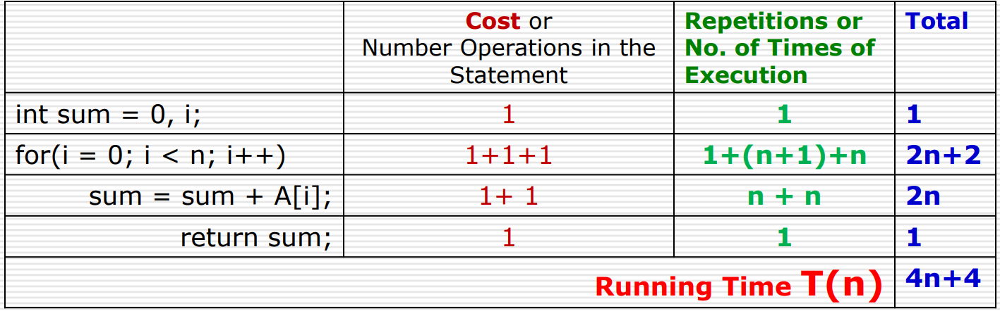 Cost or
Number Operations in the
Statement
Repetitions or
No. of Times of
Execution
Total
int sum = 0, i;
1
1
1
for(i = 0; i < n; i++)
1+1+1
1+(n+1)+n
2n+2
sum = sum + A[i];
1+ 1
n + n
2n
return sum;
1
1
1
Running Time T(n)
4n+4